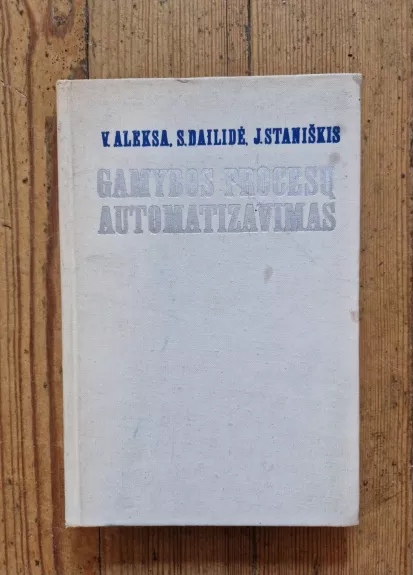 V. ALEKSA, S. DAILIDĖ, J. STANIŠKIS
GAMYBOS PROCESŲ
AUTOMATIZAVIMAS